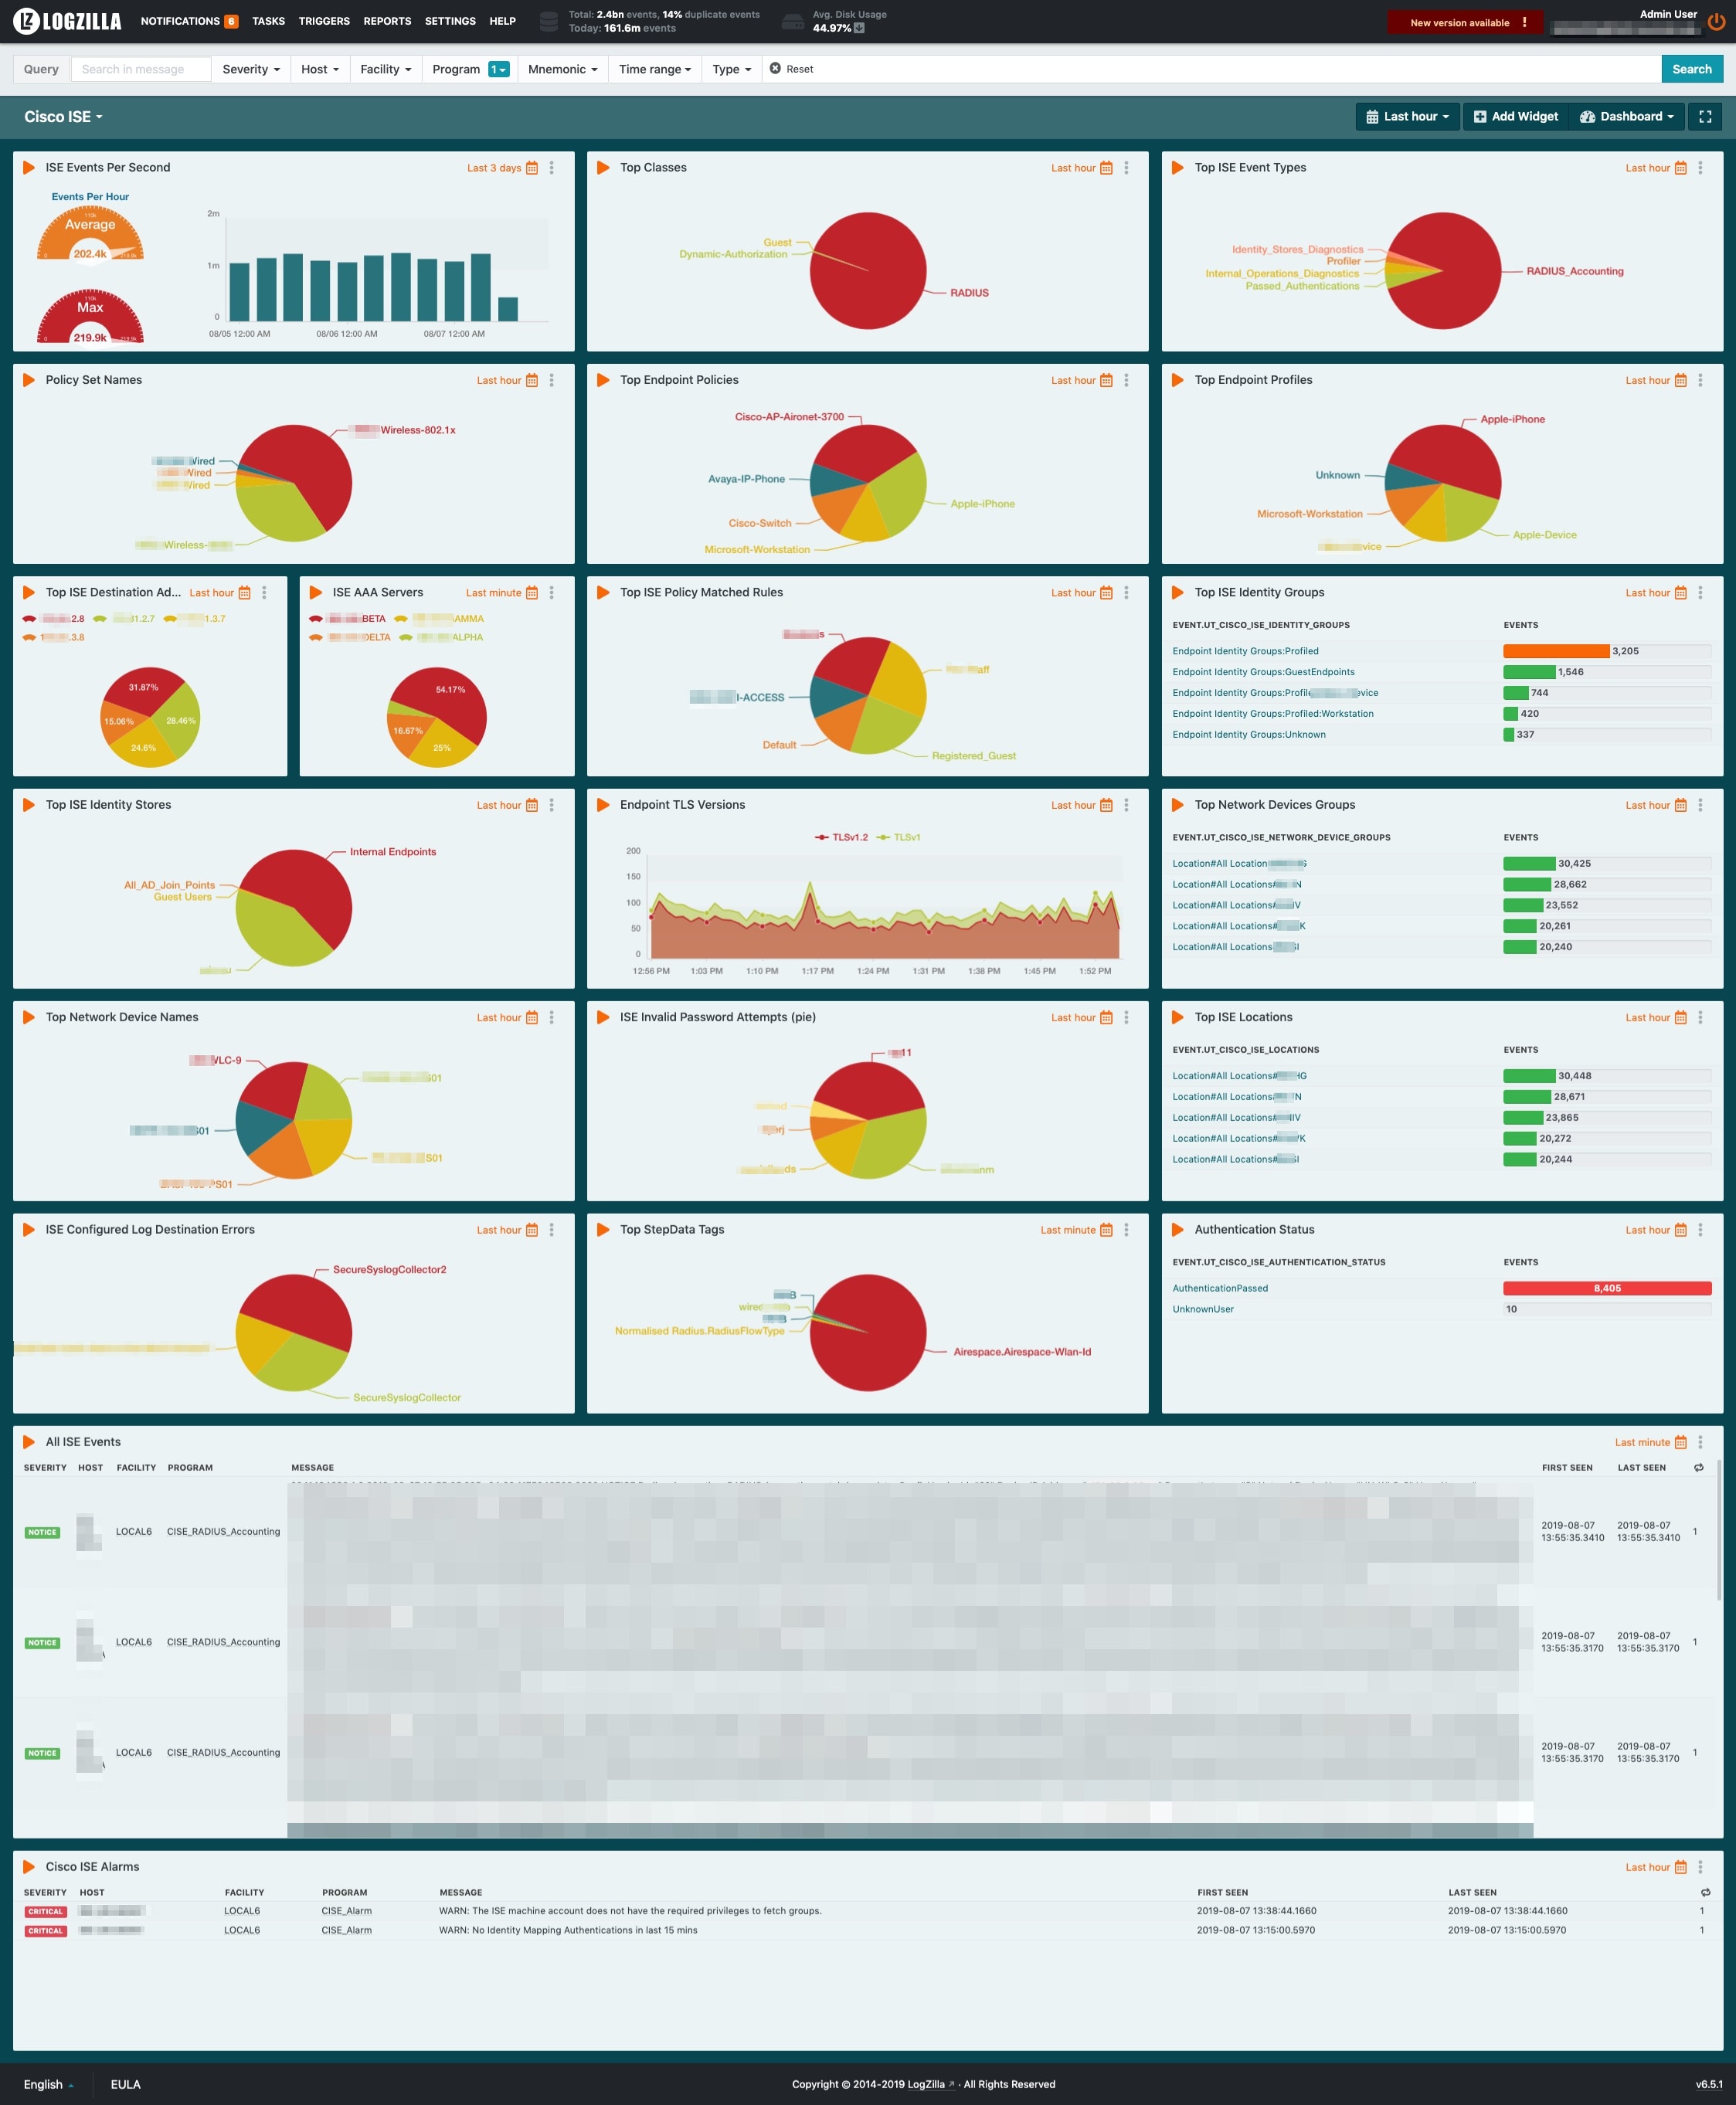 LOGZILLA
NOTIFICATIONS 6 TASKS TRIGGERS REPORTS SETTINGS HELP
Total: 2.4bn events, 14% duplicate events
Today: 161.6m events
Avg. Disk Usage
44.97%
New version available !
Admin User
Query Search in message Severity Host Facility Program 1 Mnemonic Time range Type Reset Search
Cisco ISE
Last hour Add Widget Dashboard
ISE Events Per Second Last 3 days
Events Per Hour
Average
202.4k
Max
219.9k
2m
1m
0
08/05 12:00 AM 08/06 12:00 AM 08/07 12:00 AM
Top Classes Last hour
Guest
Dynamic-Authorization
RADIUS
Top ISE Event Types Last hour
Identity_Stores_Diagnostics
Profiler
Internal_Operations_Diagnostics
Passed_Authentications
RADIUS_Accounting
Policy Set Names Last hour
Wireless-802.1x
Wired
Wired
Wired
Wireless-
Top Endpoint Policies Last hour
Cisco-AP-Aironet-3700
Avaya-IP-Phone
Apple-iPhone
Cisco-Switch
Microsoft-Workstation
Top Endpoint Profiles Last hour
Apple-iPhone
Unknown
Microsoft-Workstation
Apple-Device
vice
Top ISE Destination Ad... Last hour
2.8 1.2.7 1.3.7
.3.8
31.87%
15.06%
28.46%
24.6%
ISE AAA Servers Last minute
BETA AMMA
DELTA ALPHA
54.17%
16.67%
25%
Top ISE Policy Matched Rules Last hour
s
aff
I-ACCESS
Default
Registered_Guest
Top ISE Identity Groups Last hour
EVENT.UT_CISCO_ISE_IDENTITY_GROUPS EVENTS
Endpoint Identity Groups:Profiled 3,205
Endpoint Identity Groups:GuestEndpoints 1,546
Endpoint Identity Groups:Profile evice 744
Endpoint Identity Groups:Profiled:Workstation 420
Endpoint Identity Groups:Unknown 337
Top ISE Identity Stores Last hour
Internal Endpoints
All_AD_Join_Points
Guest Users
Endpoint TLS Versions Last hour
TLSv1.2 TLSv1
200
150
100
50
0
12:56 PM 1:03 PM 1:10 PM 1:17 PM 1:24 PM 1:31 PM 1:38 PM 1:45 PM 1:52 PM
Top Network Devices Groups Last hour
EVENT.UT_CISCO_ISE_NETWORK_DEVICE_GROUPS EVENTS
Location#All Location G 30,425
Location#All Locations# N 28,662
Location#All Locations# IV 23,552
Location#All Locations# K 20,261
Location#All Locations SI 20,240
Top Network Device Names Last hour
WLC-9
S01
S01
S01
PS01
ISE Invalid Password Attempts (pie) Last hour
11
rj
ds
nm
Top ISE Locations Last hour
EVENT.UT_CISCO_ISE_LOCATIONS EVENTS
Location#All Locations# HG 30,448
Location#All Locations N 28,671
Location#All Locations# IIV 23,865
Location#All Locations# K 20,272
Location#All Locations# SI 20,244
ISE Configured Log Destination Errors Last hour
SecureSyslogCollector2
SecureSyslogCollector
Top StepData Tags Last minute
B
wired
Normalised Radius.RadiusFlowType
Airespace.Airespace-Wlan-Id
Authentication Status Last hour
EVENT.UT_CISCO_ISE_AUTHENTICATION_STATUS EVENTS
AuthenticationPassed 8,405
UnknownUser 10
All ISE Events Last minute
SEVERITY HOST FACILITY PROGRAM MESSAGE FIRST SEEN LAST SEEN
NOTICE LOCAL6 CISE_RADIUS_Accounting 2019-08-07 13:55:35.3410 2019-08-07 13:55:35.3410 1
NOTICE LOCAL6 CISE_RADIUS_Accounting 2019-08-07 13:55:35.3170 2019-08-07 13:55:35.3170 1
NOTICE LOCAL6 CISE_RADIUS_Accounting 2019-08-07 13:55:35.3170 2019-08-07 13:55:35.3170 1
Cisco ISE Alarms Last hour
SEVERITY HOST FACILITY PROGRAM MESSAGE FIRST SEEN LAST SEEN
CRITICAL LOCAL6 CISE_Alarm WARN: The ISE machine account does not have the required privileges to fetch groups. 2019-08-07 13:38:44.1660 2019-08-07 13:38:44.1660 1
CRITICAL LOCAL6 CISE_Alarm WARN: No Identity Mapping Authentications in last 15 mins 2019-08-07 13:15:00.5970 2019-08-07 13:15:00.5970 1
English EULA Copyright © 2014-2019 LogZilla · All Rights Reserved v6.5.1